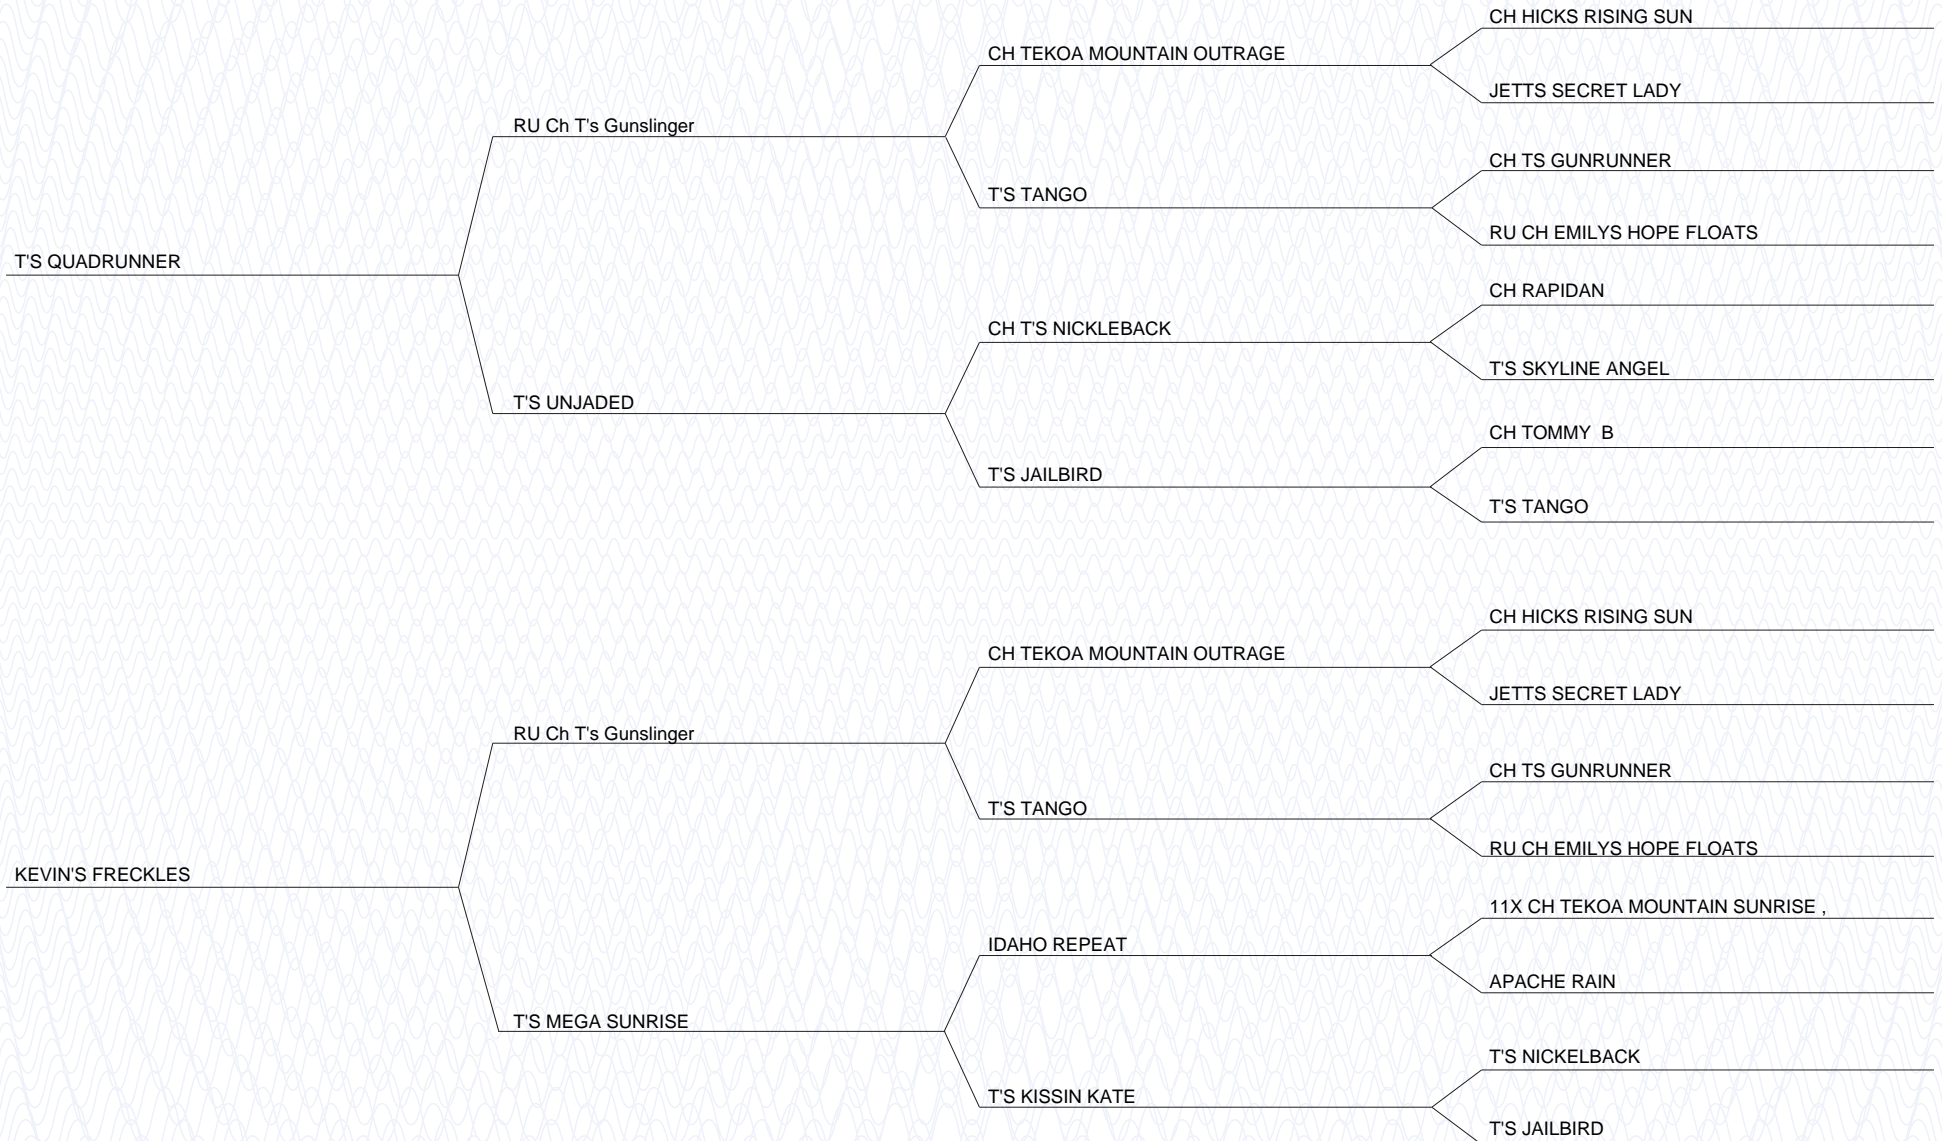 CH HICKS RISING SUN
CH TEKOA MOUNTAIN OUTRAGE
JETTS SECRET LADY
RU Ch T's Gunslinger
CH TS GUNRUNNER
T'S TANGO
RU CH EMILYS HOPE FLOATS
T'S QUADRUNNER
CH RAPIDAN
CH T'S NICKLEBACK
T'S SKYLINE ANGEL
T'S UNJADED
CH TOMMY  B
T'S JAILBIRD
T'S TANGO
CH HICKS RISING SUN
CH TEKOA MOUNTAIN OUTRAGE
JETTS SECRET LADY
RU Ch T's Gunslinger
CH TS GUNRUNNER
T'S TANGO
RU CH EMILYS HOPE FLOATS
KEVIN'S FRECKLES
11X CH TEKOA MOUNTAIN SUNRISE ,
IDAHO REPEAT
APACHE RAIN
T'S MEGA SUNRISE
T'S NICKELBACK
T'S KISSIN KATE
T'S JAILBIRD